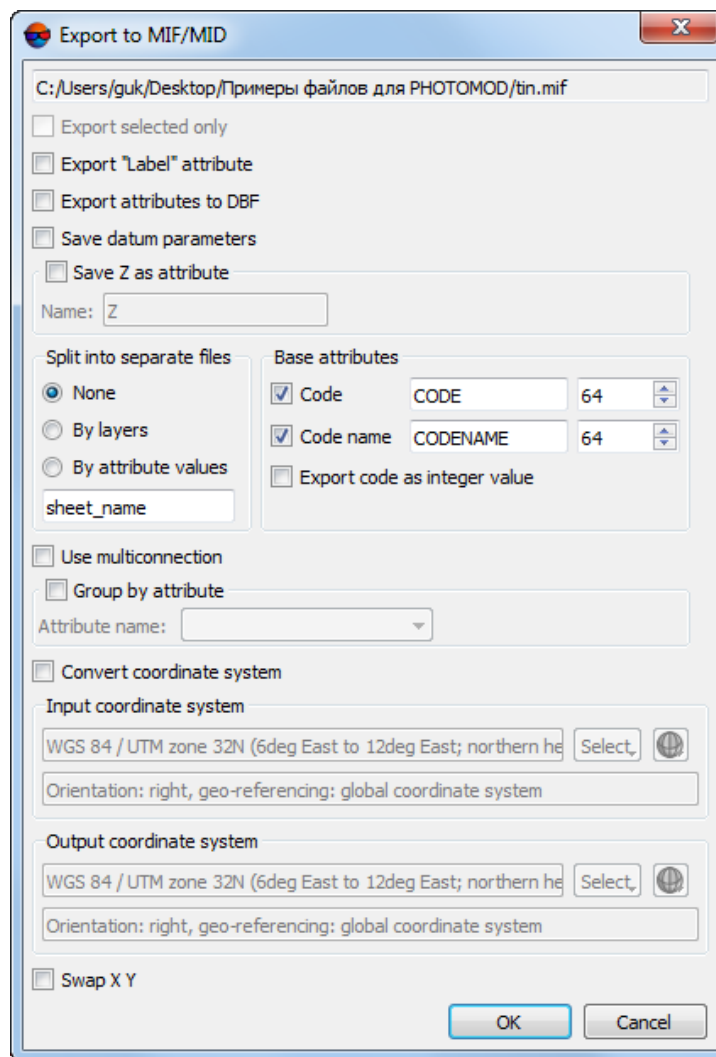 Export to MIF/MID
C:/Users/guk/Desktop/Примеры файлов для PHOTOMOD/tin.mif
Export selected only
Export "Label" attribute
Export attributes to DBF
Save datum parameters
Save Z as attribute
Name: Z
Split into separate files
None
By layers
By attribute values
sheet_name
Base attributes
Code CODE 64
Code name CODENAME 64
Export code as integer value
Use multiconnection
Group by attribute
Attribute name:
Convert coordinate system
Input coordinate system
WGS 84 / UTM zone 32N (6deg East to 12deg East; northern he Select
Orientation: right, geo-referencing: global coordinate system
Output coordinate system
WGS 84 / UTM zone 32N (6deg East to 12deg East; northern he Select
Orientation: right, geo-referencing: global coordinate system
Swap X Y
OK Cancel